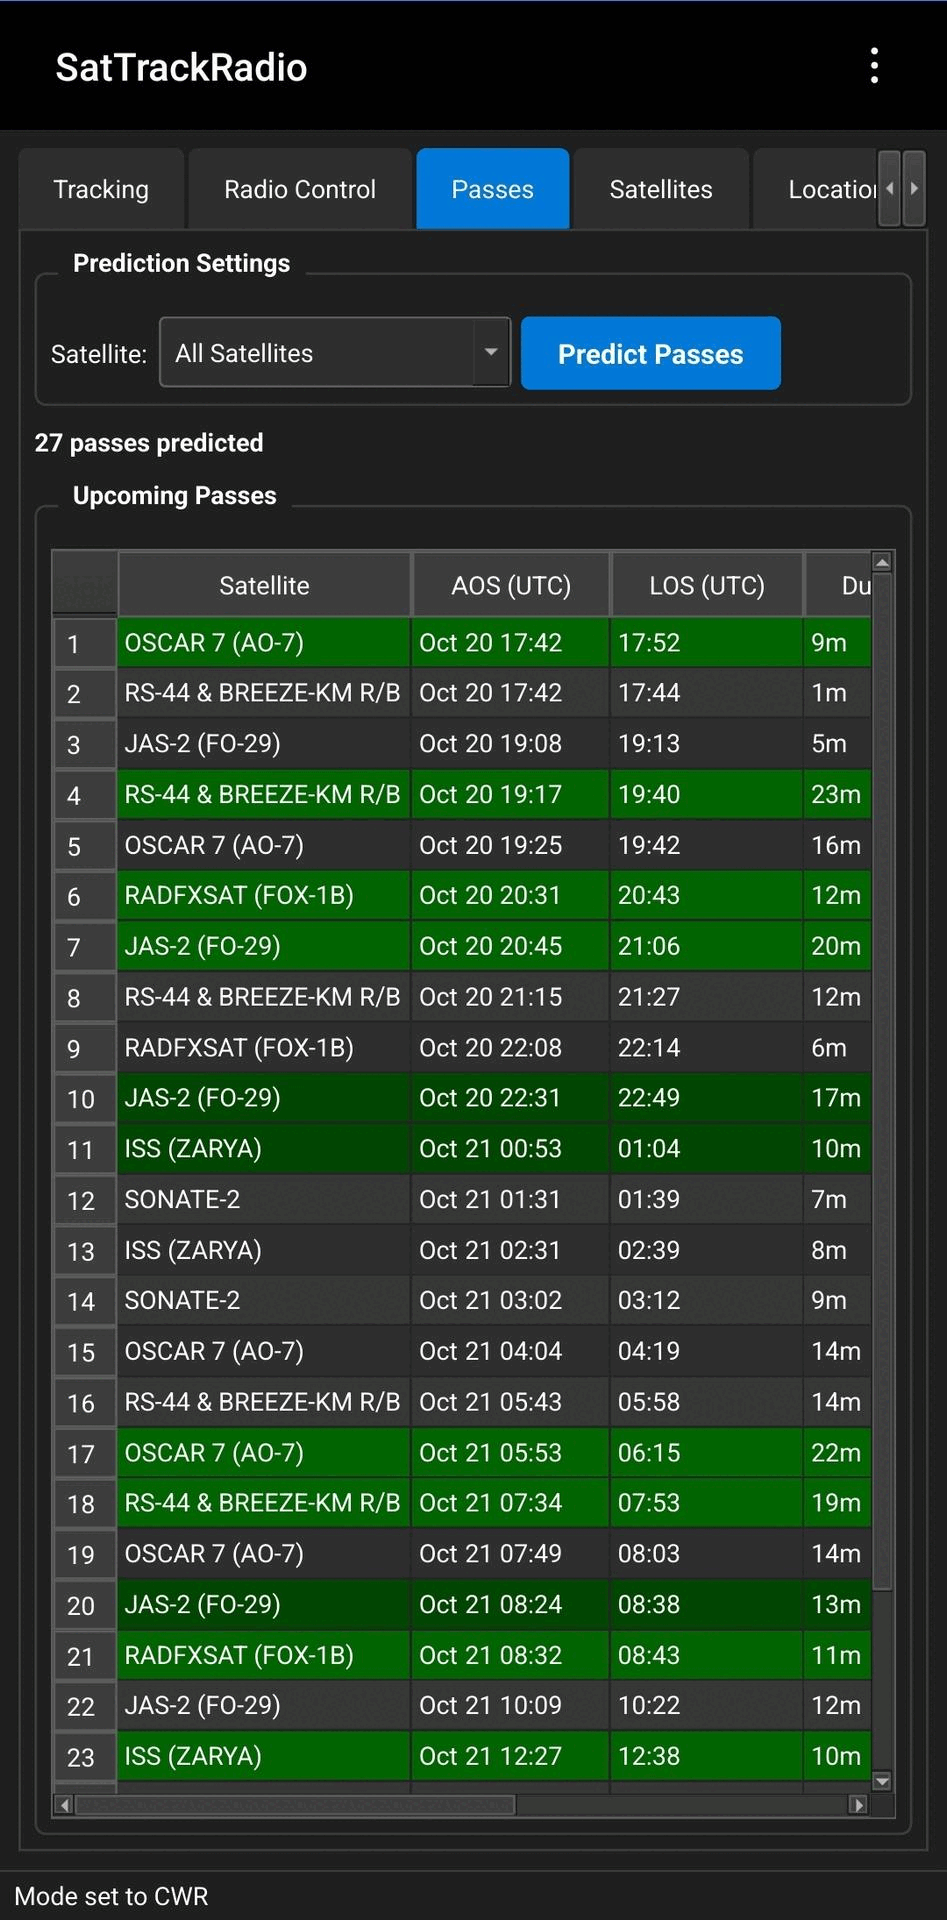 SatTrackRadio
Tracking Radio Control Passes Satellites Location
Prediction Settings
Satellite: All Satellites Predict Passes
27 passes predicted
Upcoming Passes
Satellite AOS (UTC) LOS (UTC) Du
1 OSCAR 7 (AO-7) Oct 20 17:42 17:52 9m
2 RS-44 & BREEZE-KM R/B Oct 20 17:42 17:44 1m
3 JAS-2 (FO-29) Oct 20 19:08 19:13 5m
4 RS-44 & BREEZE-KM R/B Oct 20 19:17 19:40 23m
5 OSCAR 7 (AO-7) Oct 20 19:25 19:42 16m
6 RADFXSAT (FOX-1B) Oct 20 20:31 20:43 12m
7 JAS-2 (FO-29) Oct 20 20:45 21:06 20m
8 RS-44 & BREEZE-KM R/B Oct 20 21:15 21:27 12m
9 RADFXSAT (FOX-1B) Oct 20 22:08 22:14 6m
10 JAS-2 (FO-29) Oct 20 22:31 22:49 17m
11 ISS (ZARYA) Oct 21 00:53 01:04 10m
12 SONATE-2 Oct 21 01:31 01:39 7m
13 ISS (ZARYA) Oct 21 02:31 02:39 8m
14 SONATE-2 Oct 21 03:02 03:12 9m
15 OSCAR 7 (AO-7) Oct 21 04:04 04:19 14m
16 RS-44 & BREEZE-KM R/B Oct 21 05:43 05:58 14m
17 OSCAR 7 (AO-7) Oct 21 05:53 06:15 22m
18 RS-44 & BREEZE-KM R/B Oct 21 07:34 07:53 19m
19 OSCAR 7 (AO-7) Oct 21 07:49 08:03 14m
20 JAS-2 (FO-29) Oct 21 08:24 08:38 13m
21 RADFXSAT (FOX-1B) Oct 21 08:32 08:43 11m
22 JAS-2 (FO-29) Oct 21 10:09 10:22 12m
23 ISS (ZARYA) Oct 21 12:27 12:38 10m
Mode set to CWR